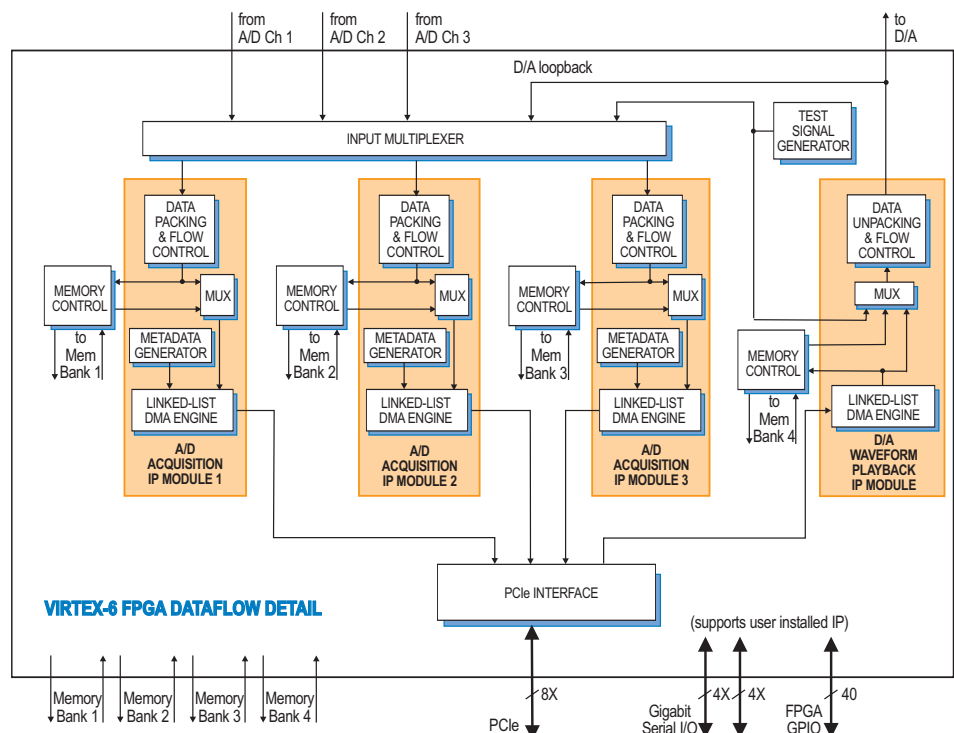 from
A/D Ch 1
from
A/D Ch 2
from
A/D Ch 3
to
D/A
D/A loopback
INPUT MULTIPLEXER
TEST
SIGNAL
GENERATOR
DATA
PACKING
& FLOW
CONTROL
MEMORY
CONTROL
MUX
to
Mem
Bank 1
METADATA
GENERATOR
LINKED-LIST
DMA ENGINE
A/D
ACQUISITION
IP MODULE 1
DATA
PACKING
& FLOW
CONTROL
MEMORY
CONTROL
MUX
to
Mem
Bank 2
METADATA
GENERATOR
LINKED-LIST
DMA ENGINE
A/D
ACQUISITION
IP MODULE 2
DATA
PACKING
& FLOW
CONTROL
MEMORY
CONTROL
MUX
to
Mem
Bank 3
METADATA
GENERATOR
LINKED-LIST
DMA ENGINE
A/D
ACQUISITION
IP MODULE 3
DATA
UNPACKING
& FLOW
CONTROL
MUX
MEMORY
CONTROL
to
Mem
Bank 4
LINKED-LIST
DMA ENGINE
D/A
WAVEFORM
PLAYBACK
IP MODULE
PCIe INTERFACE
VIRTEX-6 FPGA DATAFLOW DETAIL
(supports user installed IP)
Memory
Bank 1
Memory
Bank 2
Memory
Bank 3
Memory
Bank 4
8X
PCIe
4X
4X
Gigabit
Serial I/O
40
FPGA
GPIO